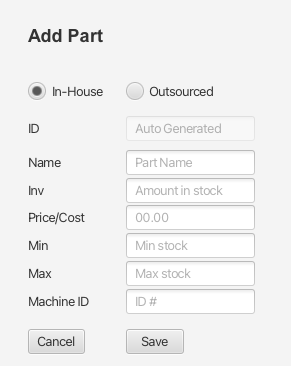 Add Part
In-House Outsourced
ID Auto Generated
Name Part Name
Inv Amount in stock
Price/Cost 00.00
Min Min stock
Max Max stock
Machine ID ID #
Cancel Save